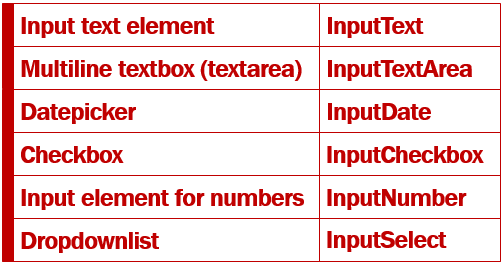 Input text element InputText
Multiline textbox (textarea) InputTextArea
Datepicker InputDate
Checkbox InputCheckbox
Input element for numbers InputNumber
Dropdownlist InputSelect